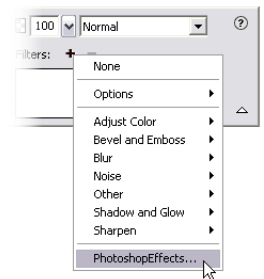 100 Normal ?
Filters: + −
None
Options
Adjust Color
Bevel and Emboss
Blur
Noise
Other
Shadow and Glow
Sharpen
PhotoshopEffects...